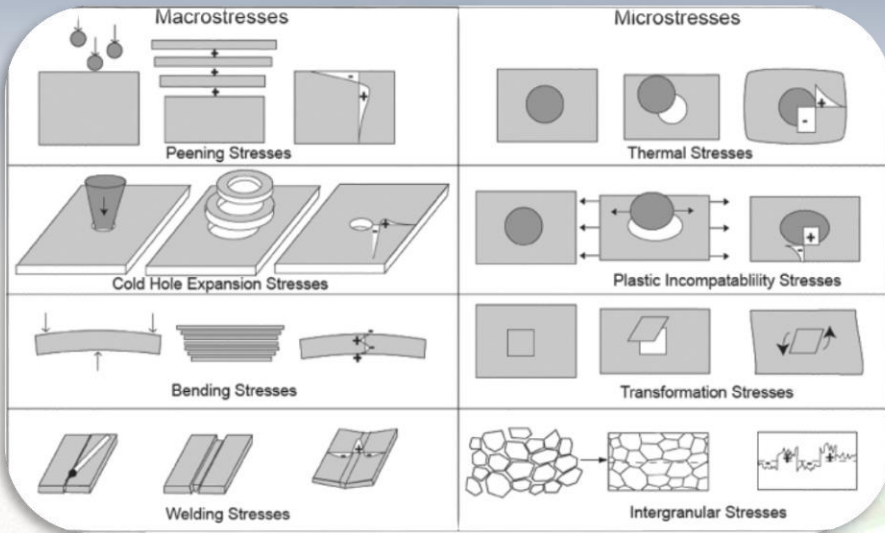 Macrostresses
Microstresses
Peening Stresses
Thermal Stresses
Cold Hole Expansion Stresses
Plastic Incompatablility Stresses
Bending Stresses
Transformation Stresses
Welding Stresses
Intergranular Stresses